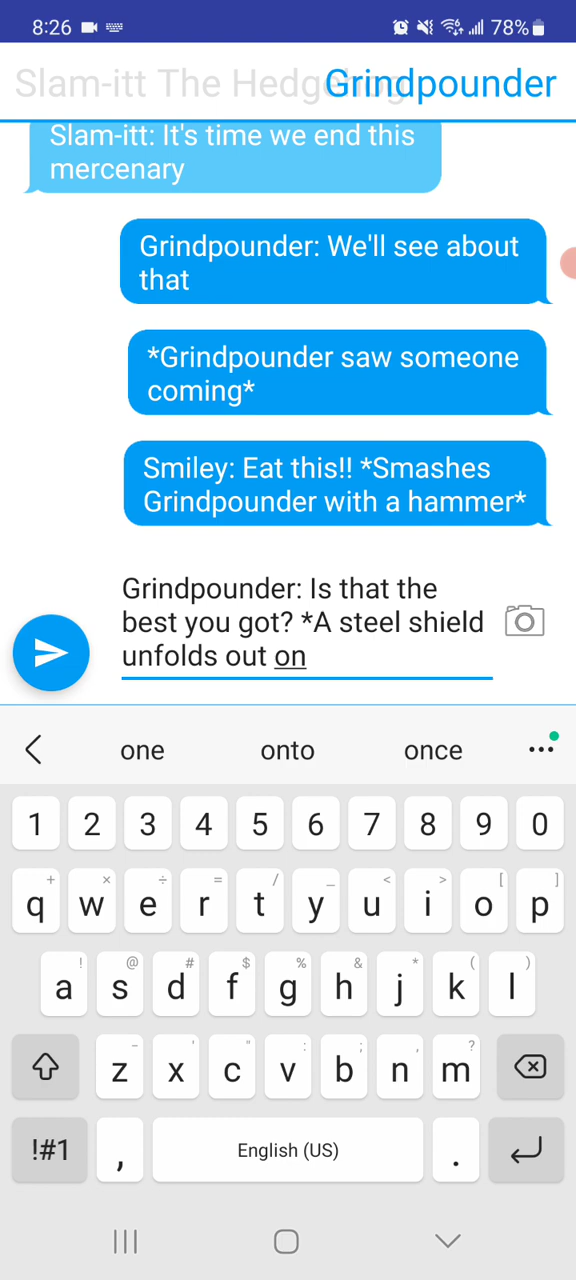 8:26 78%
Slam-itt The Hedgehog Grindpounder
Slam-itt: It's time we end this
mercenary
Grindpounder: We'll see about
that
*Grindpounder saw someone
coming*
Smiley: Eat this!! *Smashes
Grindpounder with a hammer*
Grindpounder: Is that the
best you got? *A steel shield
unfolds out on
one onto once
1 2 3 4 5 6 7 8 9 0
+ × ÷ = / _ < > [ ]
q w e r t y u i o p
! @ # $ % & * ( )
a s d f g h j k l
- ' " : ; , ?
z x c v b n m
!#1 , English (US) .